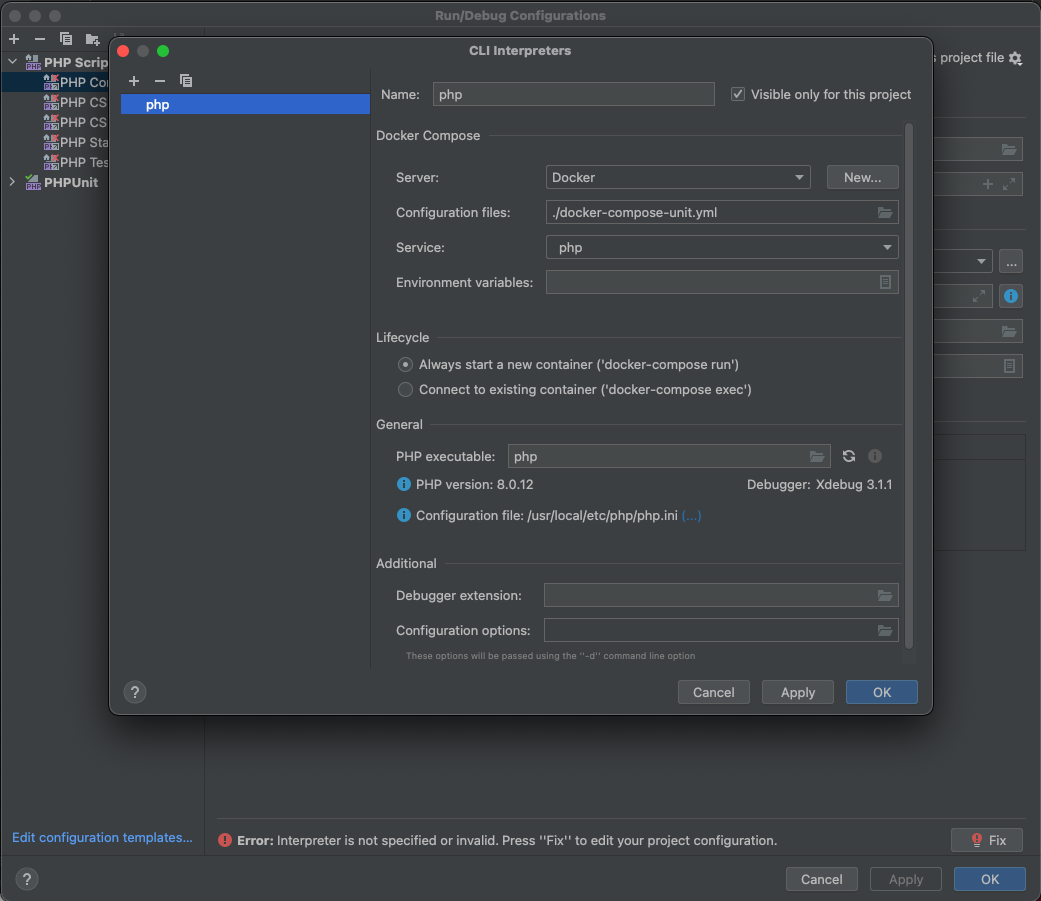 Run/Debug Configurations
PHP Scrip
PHP Co
PHP CS
PHP CS
PHP Sta
PHP Tes
PHPUnit
project file
CLI Interpreters
php
Name: php
Visible only for this project
Docker Compose
Server: Docker New...
Configuration files: ./docker-compose-unit.yml
Service: php
Environment variables:
Lifecycle
Always start a new container ('docker-compose run')
Connect to existing container ('docker-compose exec')
General
PHP executable: php
PHP version: 8.0.12 Debugger: Xdebug 3.1.1
Configuration file: /usr/local/etc/php/php.ini (...)
Additional
Debugger extension:
Configuration options:
These options will be passed using the ''-d'' command line option
? Cancel Apply OK
...
Edit configuration templates...
Error: Interpreter is not specified or invalid. Press ''Fix'' to edit your project configuration. Fix
? Cancel Apply OK